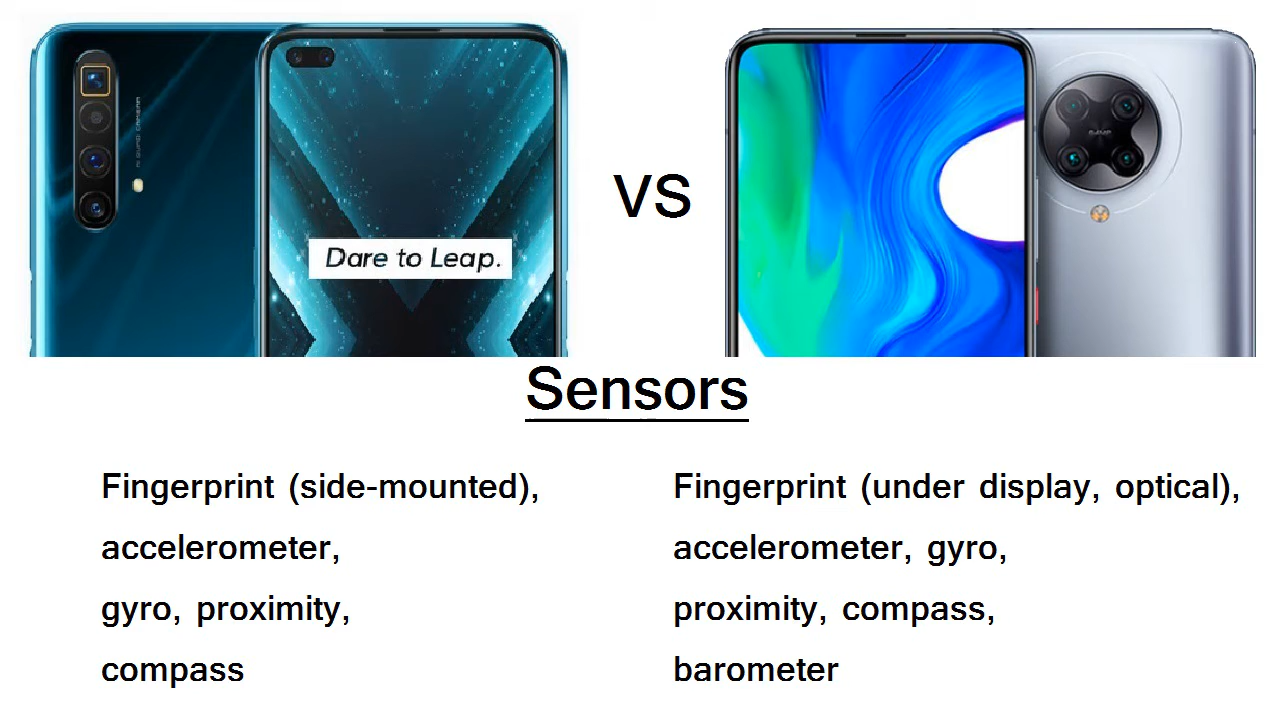 Dare to Leap.
VS
64MP
Sensors
Fingerprint (side-mounted),
accelerometer,
gyro, proximity,
compass
Fingerprint (under display, optical),
accelerometer, gyro,
proximity, compass,
barometer